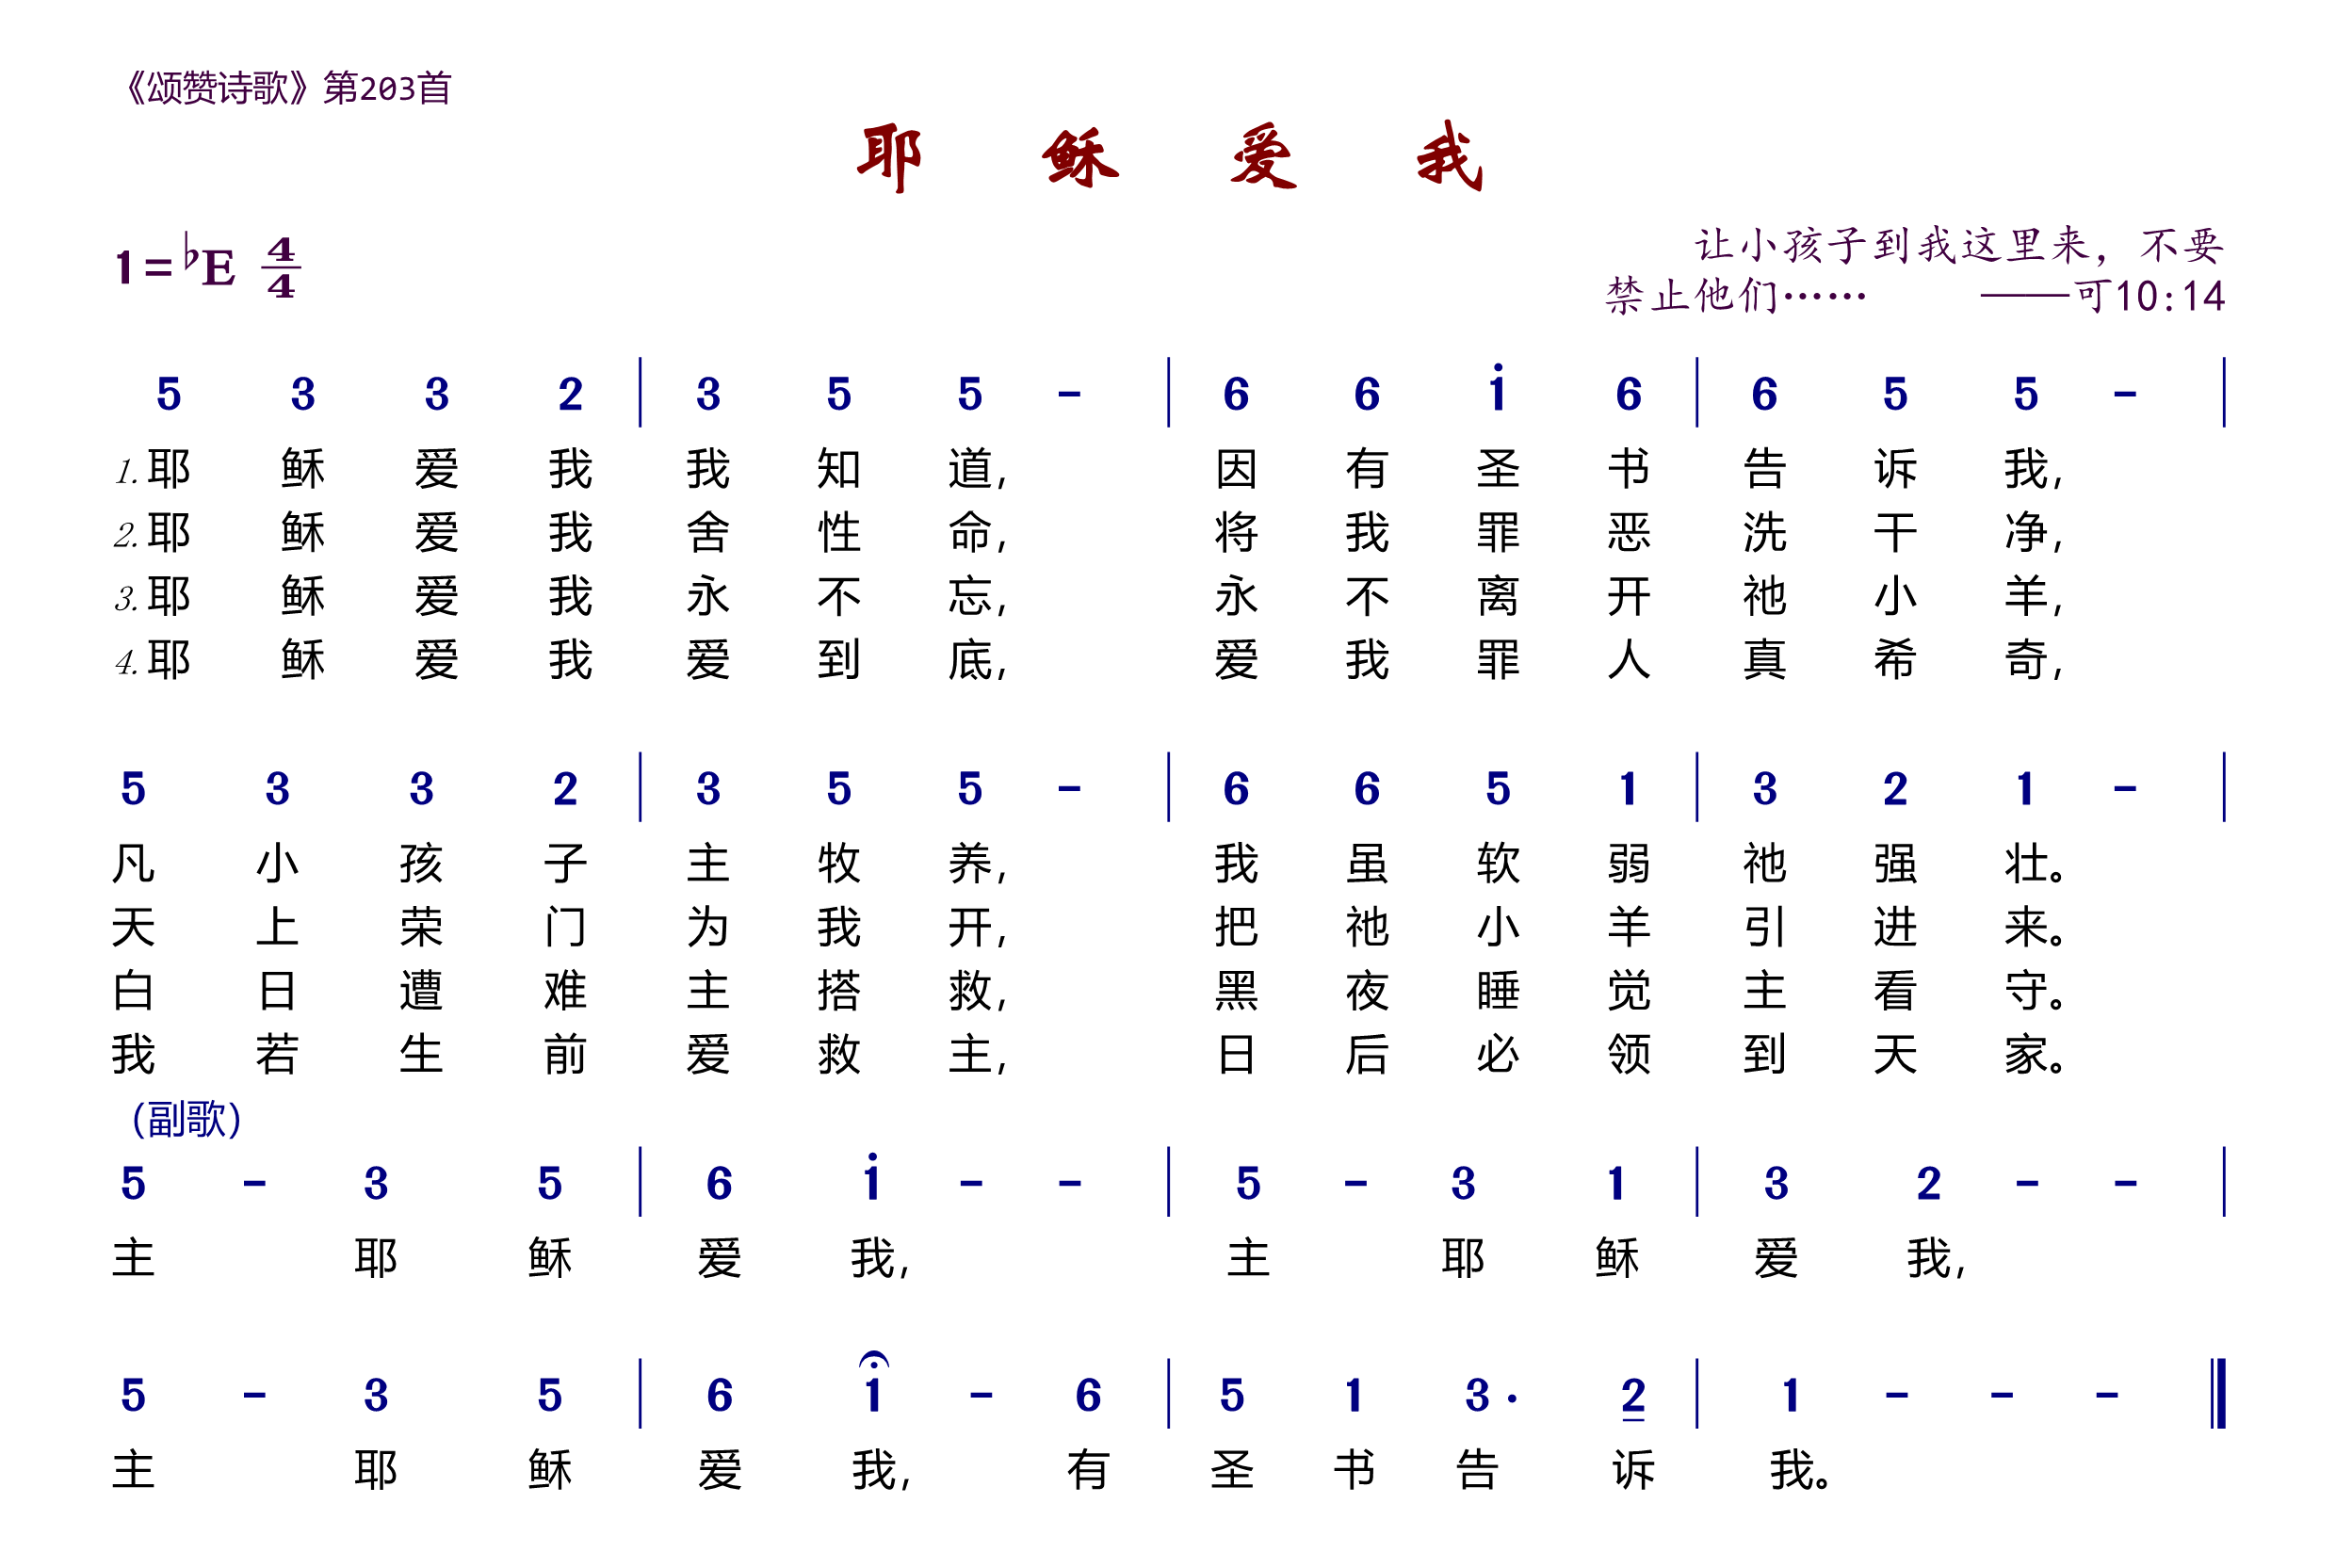 《颂赞诗歌》第203首
耶 稣 爱 我
1=♭E 4/4
让小孩子到我这里来，不要
禁止他们…… ——可10:14
5 3 3 2 | 3 5 5 - | 6 6 i̇ 6 | 6 5 5 - |
1.耶 稣 爱 我 我 知 道, 因 有 圣 书 告 诉 我,
2.耶 稣 爱 我 舍 性 命, 将 我 罪 恶 洗 干 净,
3.耶 稣 爱 我 永 不 忘, 永 不 离 开 祂 小 羊,
4.耶 稣 爱 我 爱 到 底, 爱 我 罪 人 真 希 奇,
5 3 3 2 | 3 5 5 - | 6 6 5 1 | 3 2 1 - |
凡 小 孩 子 主 牧 养, 我 虽 软 弱 祂 强 壮。
天 上 荣 门 为 我 开, 把 祂 小 羊 引 进 来。
白 日 遭 难 主 搭 救, 黑 夜 睡 觉 主 看 守。
我 若 生 前 爱 救 主, 日 后 必 领 到 天 家。
(副歌)
5 - 3 5 | 6 i̇ - - | 5 - 3 1 | 3 2 - - |
主 耶 稣 爱 我, 主 耶 稣 爱 我,
5 - 3 5 | 6 i̇ - 6 | 5 1 3. 2 | 1 - - - ‖
主 耶 稣 爱 我, 有 圣 书 告 诉 我。